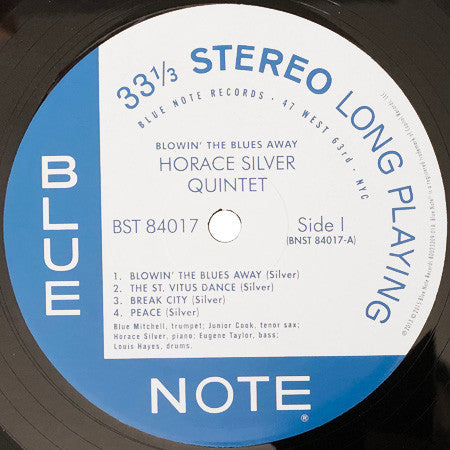 33 1/3 STEREO LONG PLAYING
BLUE NOTE RECORDS · 47 WEST 63rd · NYC
BLOWIN' THE BLUES AWAY
HORACE SILVER
QUINTET
BST 84017
Side I
(BNST 84017-A)
1. BLOWIN' THE BLUES AWAY (Silver)
2. THE ST. VITUS DANCE (Silver)
3. BREAK CITY (Silver)
4. PEACE (Silver)
Blue Mitchell, trumpet; Junior Cook, tenor sax;
Horace Silver, piano; Eugene Taylor, bass;
Louis Hayes, drums.
BLUE
NOTE
®